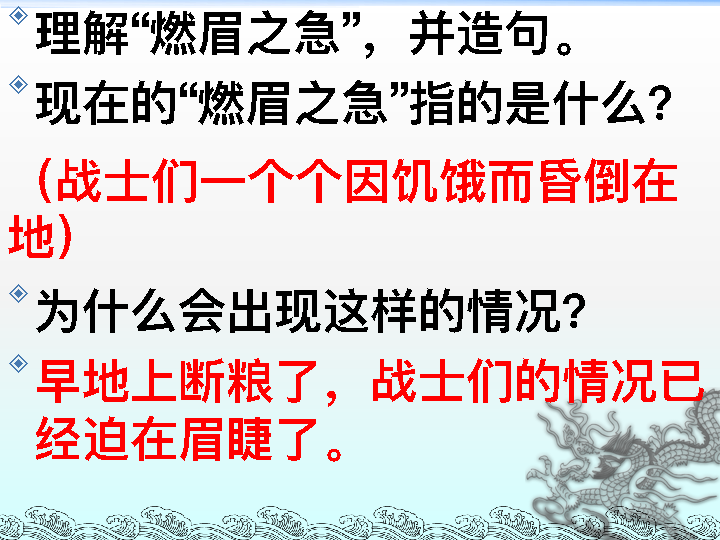 理解“燃眉之急”，并造句。
现在的“燃眉之急”指的是什么?
（战士们一个个因饥饿而昏倒在
地）
为什么会出现这样的情况?
早地上断粮了，战士们的情况已
经迫在眉睫了。